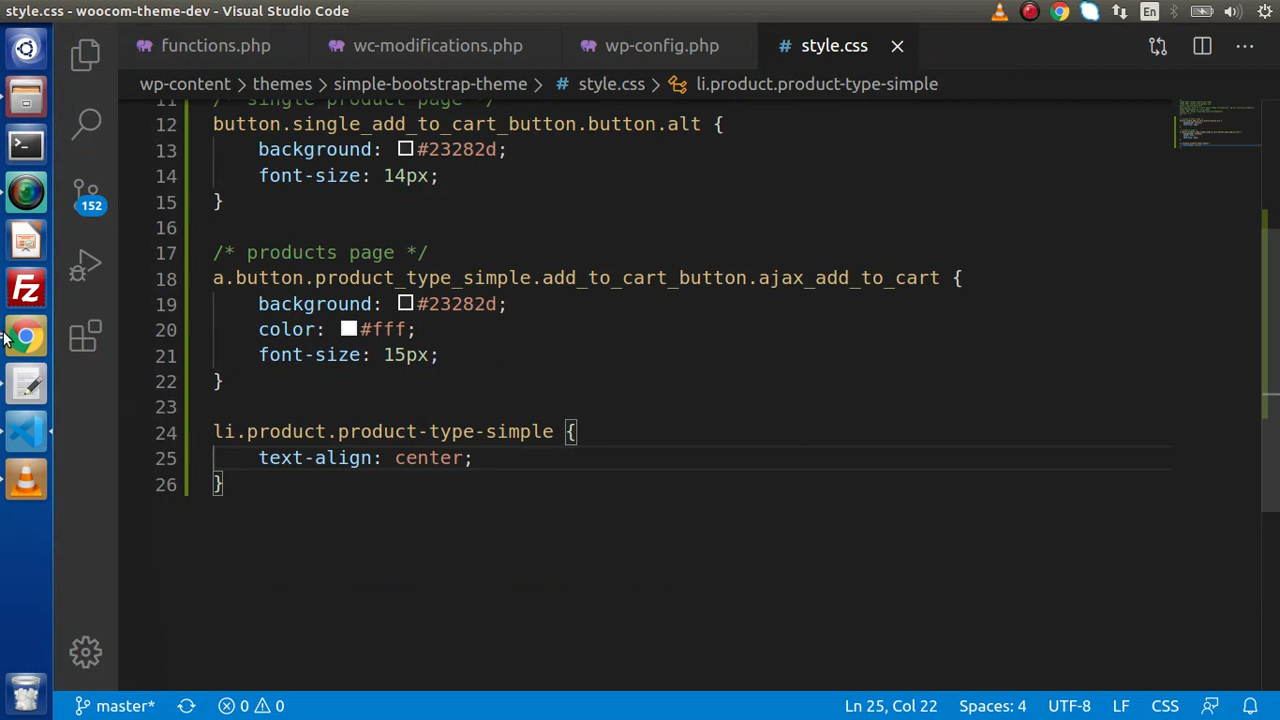 style.css - woocom-theme-dev - Visual Studio Code
En
functions.php
wc-modifications.php
wp-config.php
# style.css
wp-content
themes
simple-bootstrap-theme
# style.css
li.product.product-type-simple
11 /* single product page */
12 button.single_add_to_cart_button.button.alt {
13 background: #23282d;
14 font-size: 14px;
15 }
16
17 /* products page */
18 a.button.product_type_simple.add_to_cart_button.ajax_add_to_cart {
19 background: #23282d;
20 color: #fff;
21 font-size: 15px;
22 }
23
24 li.product.product-type-simple {
25 text-align: center;
26 }
152
Fz
master*
0
0
Ln 25, Col 22
Spaces: 4
UTF-8
LF
CSS